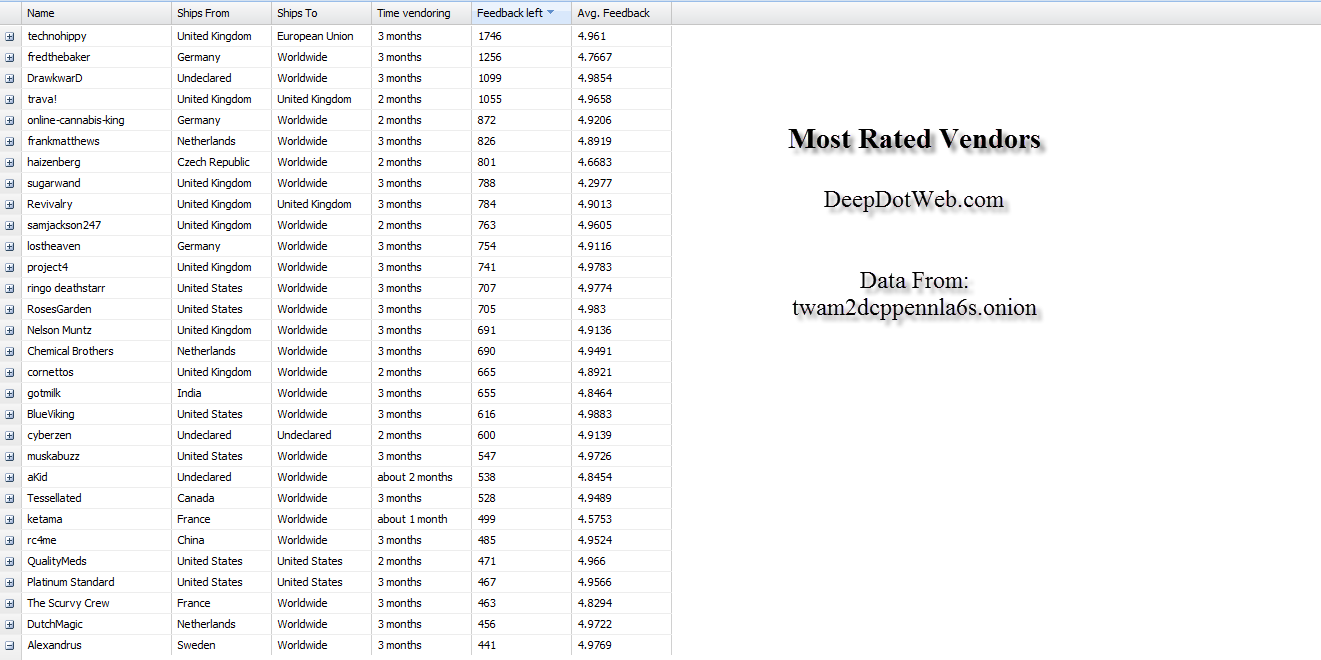 Name Ships From Ships To Time vendoring Feedback left Avg. Feedback
technohippy United Kingdom European Union 3 months 1746 4.961
fredthebaker Germany Worldwide 3 months 1256 4.7667
DrawkwarD Undeclared Worldwide 3 months 1099 4.9854
trava! United Kingdom United Kingdom 2 months 1055 4.9658
online-cannabis-king Germany Worldwide 2 months 872 4.9206
frankmatthews Netherlands Worldwide 3 months 826 4.8919
haizenberg Czech Republic Worldwide 2 months 801 4.6683
sugarwand United Kingdom Worldwide 3 months 788 4.2977
Revivalry United Kingdom United Kingdom 3 months 784 4.9013
samjackson247 United Kingdom Worldwide 2 months 763 4.9605
lostheaven Germany Worldwide 3 months 754 4.9116
project4 United Kingdom Worldwide 3 months 741 4.9783
ringo deathstarr United States Worldwide 3 months 707 4.9774
RosesGarden United States Worldwide 3 months 705 4.983
Nelson Muntz United Kingdom Worldwide 3 months 691 4.9136
Chemical Brothers Netherlands Worldwide 3 months 690 4.9491
cornettos United Kingdom Worldwide 2 months 665 4.8921
gotmilk India Worldwide 3 months 655 4.8464
BlueViking United States Worldwide 3 months 616 4.9883
cyberzen Undeclared Undeclared 2 months 600 4.9139
muskabuzz United States Worldwide 3 months 547 4.9726
aKid Undeclared Worldwide about 2 months 538 4.8454
Tessellated Canada Worldwide 3 months 528 4.9489
ketama France Worldwide about 1 month 499 4.5753
rc4me China Worldwide 3 months 485 4.9524
QualityMeds United States United States 2 months 471 4.966
Platinum Standard United States United States 3 months 467 4.9566
The Scurvy Crew France Worldwide 3 months 463 4.8294
DutchMagic Netherlands Worldwide 3 months 456 4.9722
Alexandrus Sweden Worldwide 3 months 441 4.9769
Most Rated Vendors
DeepDotWeb.com
Data From:
twam2dcppennla6s.onion